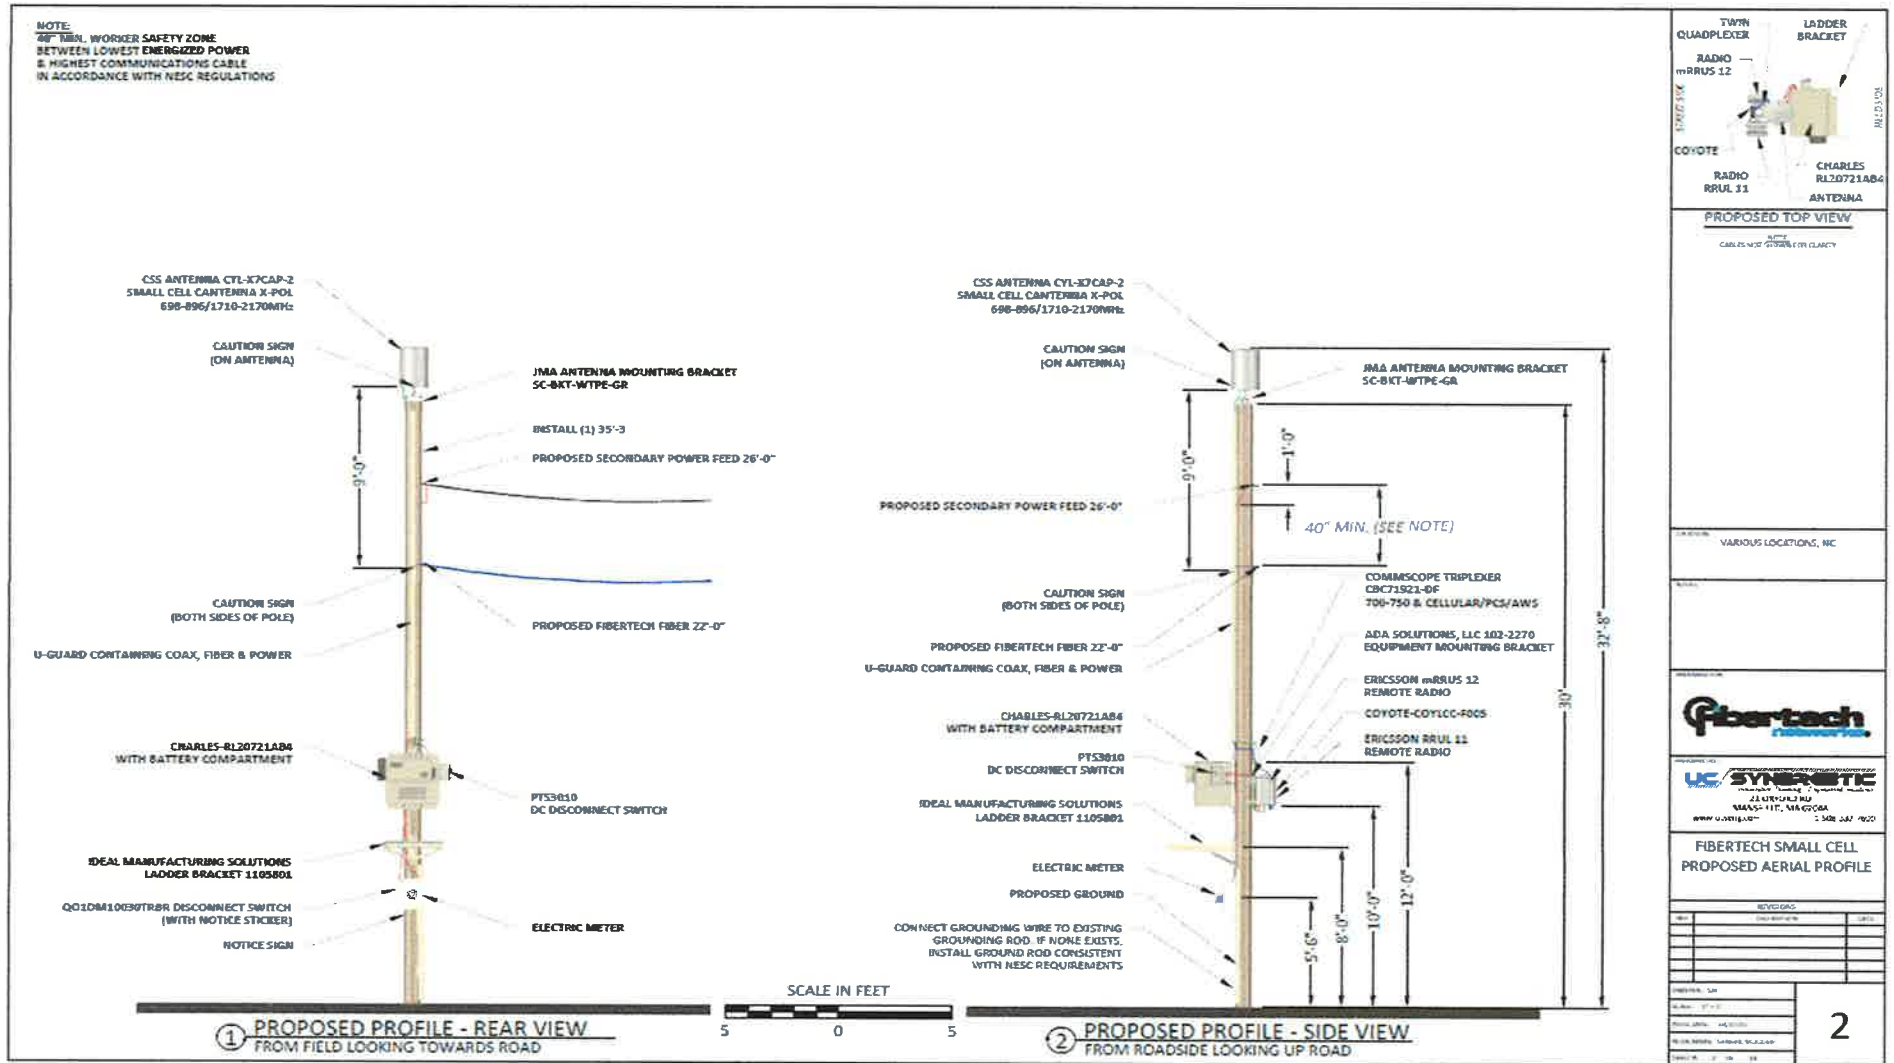 NOTE:
40" MIN. WORKER SAFETY ZONE
BETWEEN LOWEST ENERGIZED POWER
& HIGHEST COMMUNICATIONS CABLE
IN ACCORDANCE WITH NESC REGULATIONS
CSS ANTENNA CYL-X7CAP-2
SMALL CELL CANTENNA X-POL
698-896/1710-2170MHz
CAUTION SIGN
(ON ANTENNA)
JMA ANTENNA MOUNTING BRACKET
SC-BKT-WTPE-GR
INSTALL (1) 35'-3
PROPOSED SECONDARY POWER FEED 26'-0"
9'-0"
CAUTION SIGN
(BOTH SIDES OF POLE)
PROPOSED FIBERTECH FIBER 22'-0"
U-GUARD CONTAINING COAX, FIBER & POWER
CHARLES-RL20721AB4
WITH BATTERY COMPARTMENT
PTS3010
DC DISCONNECT SWITCH
IDEAL MANUFACTURING SOLUTIONS
LADDER BRACKET 1105801
QO1DM10030TRBR DISCONNECT SWITCH
(WITH NOTICE STICKER)
ELECTRIC METER
NOTICE SIGN
1 PROPOSED PROFILE - REAR VIEW
FROM FIELD LOOKING TOWARDS ROAD
SCALE IN FEET
5 0 5
CSS ANTENNA CYL-X7CAP-2
SMALL CELL CANTENNA X-POL
698-896/1710-2170MHz
CAUTION SIGN
(ON ANTENNA)
JMA ANTENNA MOUNTING BRACKET
SC-BKT-WTPE-GR
9'-0"
1'-0"
PROPOSED SECONDARY POWER FEED 26'-0"
40" MIN. (SEE NOTE)
CAUTION SIGN
(BOTH SIDES OF POLE)
COMMSCOPE TRIPLEXER
CBC71921-DF
700-750 & CELLULAR/PCS/AWS
PROPOSED FIBERTECH FIBER 22'-0"
U-GUARD CONTAINING COAX, FIBER & POWER
ADA SOLUTIONS, LLC 102-2270
EQUIPMENT MOUNTING BRACKET
ERICSSON mRRUS 12
REMOTE RADIO
COYOTE-COYLCC-F005
ERICSSON RRUL 11
REMOTE RADIO
CHARLES-RL20721AB4
WITH BATTERY COMPARTMENT
PTS3010
DC DISCONNECT SWITCH
IDEAL MANUFACTURING SOLUTIONS
LADDER BRACKET 1105801
ELECTRIC METER
PROPOSED GROUND
CONNECT GROUNDING WIRE TO EXISTING
GROUNDING ROD. IF NONE EXISTS,
INSTALL GROUND ROD CONSISTENT
WITH NESC REQUIREMENTS
5'-6"
8'-0"
10'-0"
12'-0"
30'
32'-8"
2 PROPOSED PROFILE - SIDE VIEW
FROM ROADSIDE LOOKING UP ROAD
TWIN
QUADPLEXER
LADDER
BRACKET
RADIO
mRRUS 12
STREET SIDE
FIELD SIDE
COYOTE
RADIO
RRUL 11
CHARLES
RL20721AB4
ANTENNA
PROPOSED TOP VIEW
NOTE
CABLES NOT SHOWN FOR CLARITY
VARIOUS LOCATIONS, NC
Fibertech
networks.
UC SYNERGETIC
FIBERTECH SMALL CELL
PROPOSED AERIAL PROFILE
REVISIONS
2